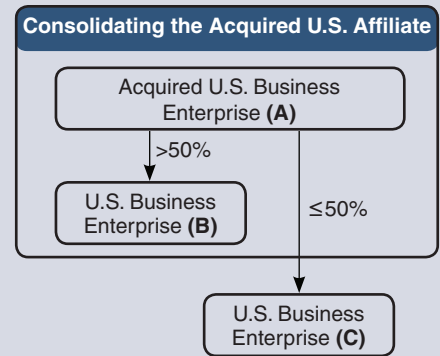 Consolidating the Acquired U.S. Affiliate
Acquired U.S. Business
Enterprise (A)
>50%
U.S. Business
Enterprise (B)
≤50%
U.S. Business
Enterprise (C)